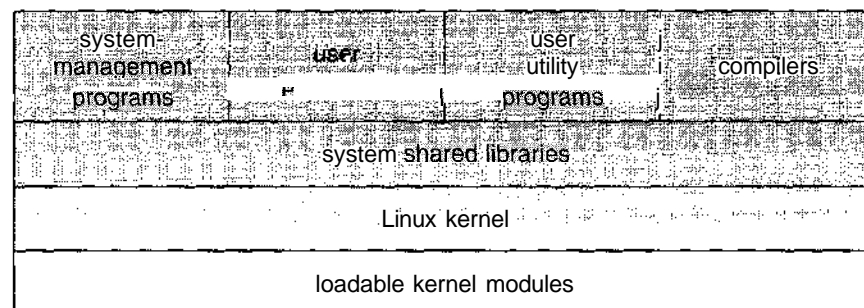 system-
management
programs
user
user
utility
programs
compilers
system shared libraries
Linux kernel
loadable kernel modules